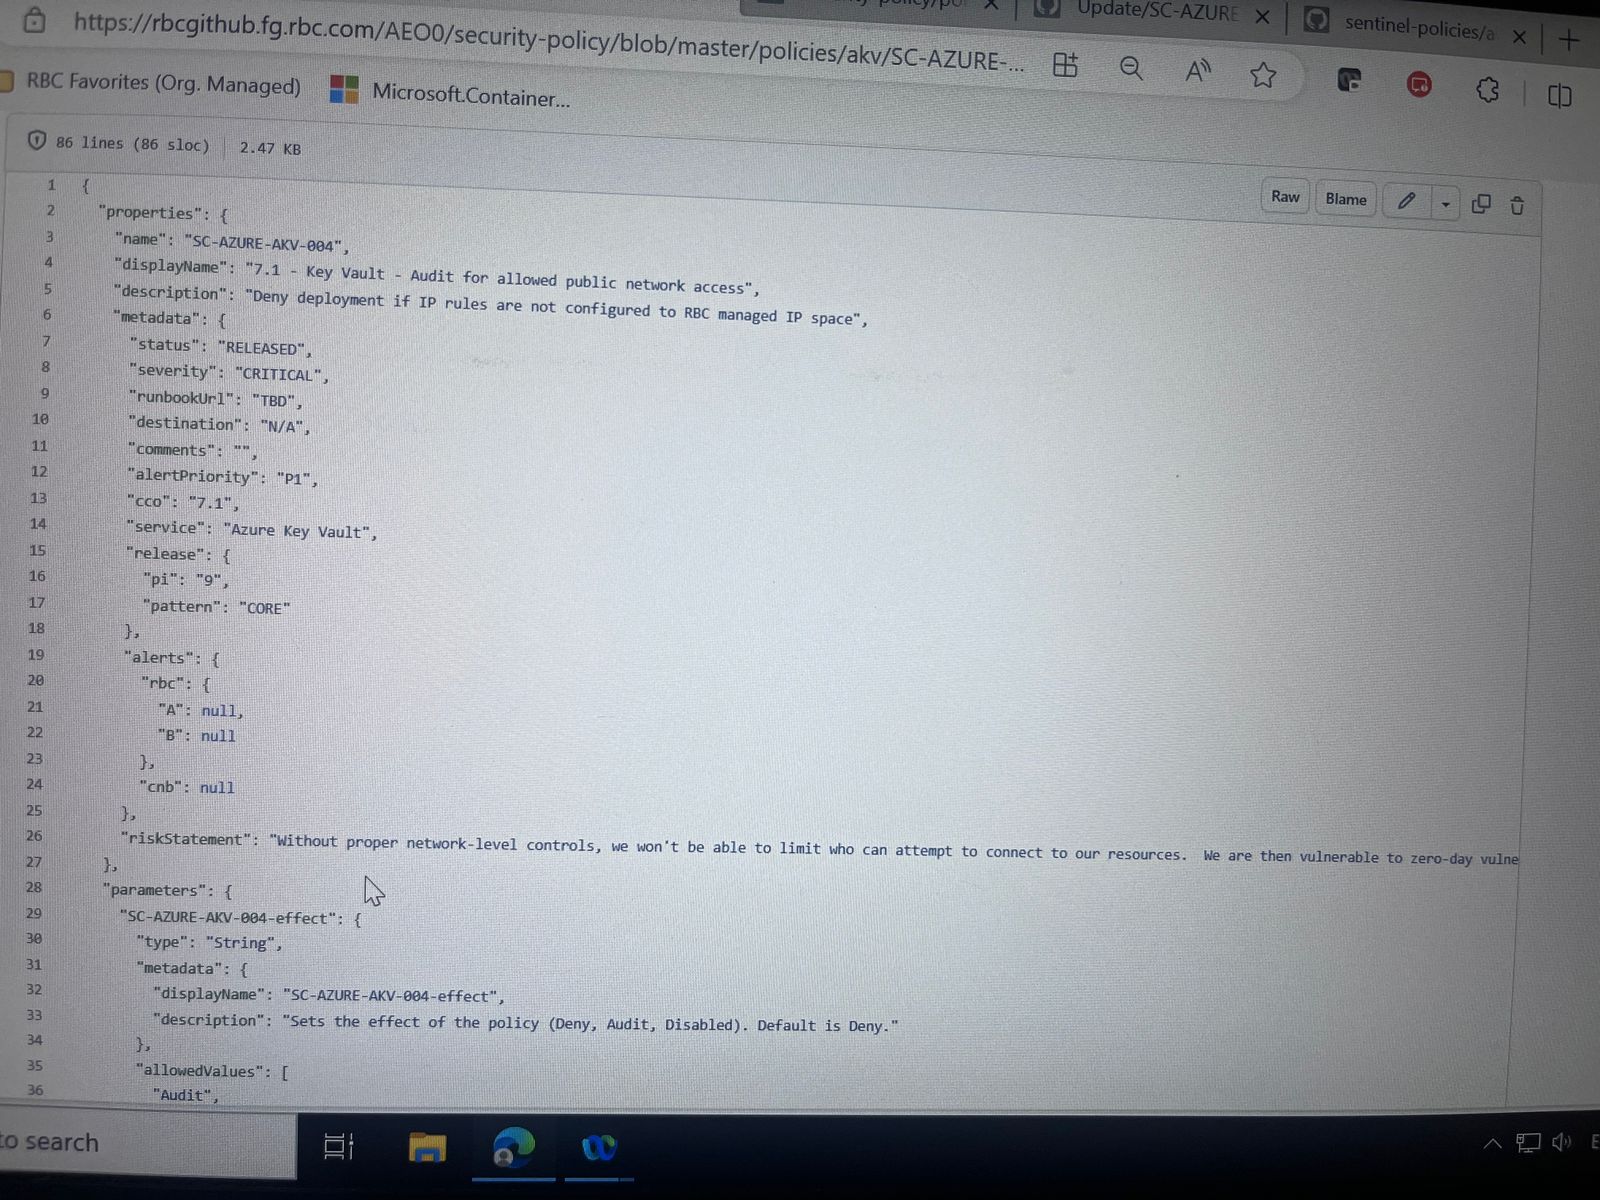 Update/SC-AZURE
sentinel-policies/a
https://rbcgithub.fg.rbc.com/AEO0/security-policy/blob/master/policies/akv/SC-AZURE-...
RBC Favorites (Org. Managed)
Microsoft.Container...
86 lines (86 sloc)
2.47 KB
Raw
Blame
1 {
2 "properties": {
3 "name": "SC-AZURE-AKV-004",
4 "displayName": "7.1 - Key Vault - Audit for allowed public network access",
5 "description": "Deny deployment if IP rules are not configured to RBC managed IP space",
6 "metadata": {
7 "status": "RELEASED",
8 "severity": "CRITICAL",
9 "runbookUrl": "TBD",
10 "destination": "N/A",
11 "comments": "",
12 "alertPriority": "P1",
13 "cco": "7.1",
14 "service": "Azure Key Vault",
15 "release": {
16 "pi": "9",
17 "pattern": "CORE"
18 },
19 "alerts": {
20 "rbc": {
21 "A": null,
22 "B": null
23 },
24 "cnb": null
25 },
26 "riskStatement": "Without proper network-level controls, we won't be able to limit who can attempt to connect to our resources.  We are then vulnerable to zero-day vulne
27 },
28 "parameters": {
29 "SC-AZURE-AKV-004-effect": {
30 "type": "String",
31 "metadata": {
32 "displayName": "SC-AZURE-AKV-004-effect",
33 "description": "Sets the effect of the policy (Deny, Audit, Disabled). Default is Deny."
34 },
35 "allowedValues": [
36 "Audit",
to search